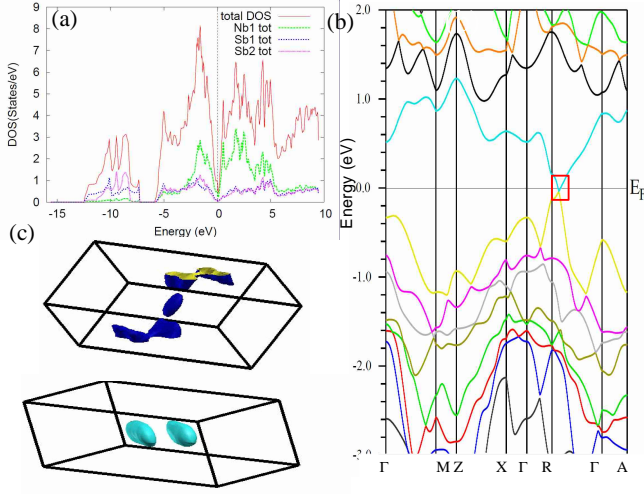 (a)
total DOS
Nb1 tot
Sb1 tot
Sb2 tot
DOS(States/eV)
9
8
7
6
5
4
3
2
1
0
-15
-10
-5
0
5
10
Energy (eV)
(b)
Energy (eV)
2.0
1.0
0.0
-1.0
-2.0
Γ
M
Z
X
Γ
R
Γ
A
(c)